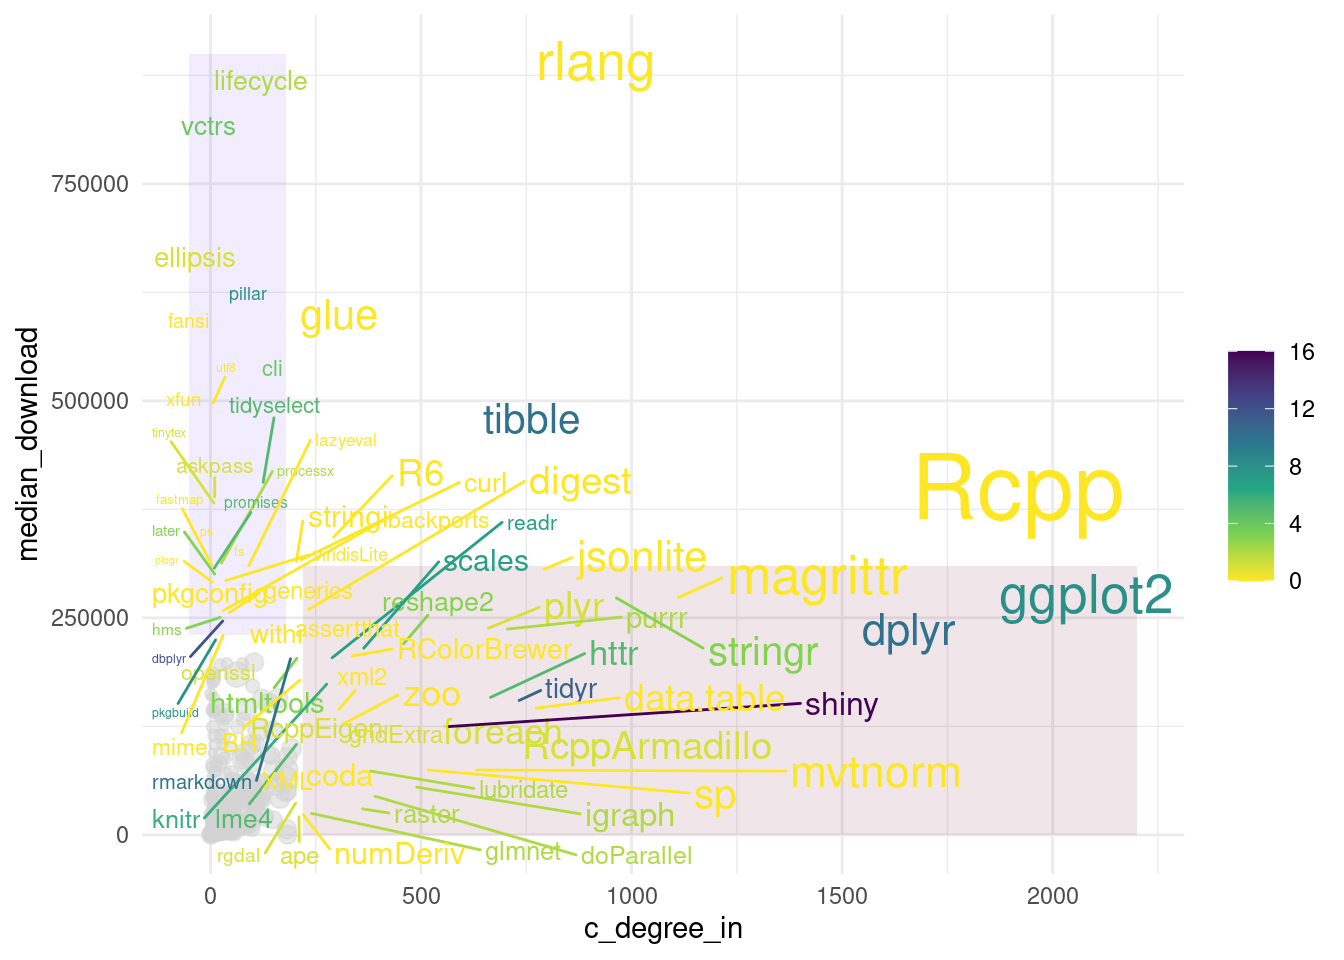 rlang
lifecycle
vctrs
750000
ellipsis
pillar
fansi
glue
utf8
cli
xfun
500000
tidyselect
tibble
tinytex
lazyeval
askpass
processx
R6
curl
digest
Rcpp
fastmap
promises
stringi
backports
readr
later
ps
fs
viridisLite
scales
jsonlite
plogr
pkgconfig
generics
reshape2
magrittr
ggplot2
250000
plyr
purrr
hms
withr
assertthat
dplyr
dbplyr
RColorBrewer
httr
stringr
openssl
xml2
tidyr
htmltools
zoo
data.table
shiny
pkgbuild
RcppEigen
gridExtra
foreach
mime
BH
RcppArmadillo
rmarkdown
XML
coda
mvtnorm
lubridate
sp
knitr
lme4
raster
igraph
0
rgdal
ape
numDeriv
glmnet
doParallel
0
500
1000
1500
2000
c_degree_in
median_download
16
12
8
4
0